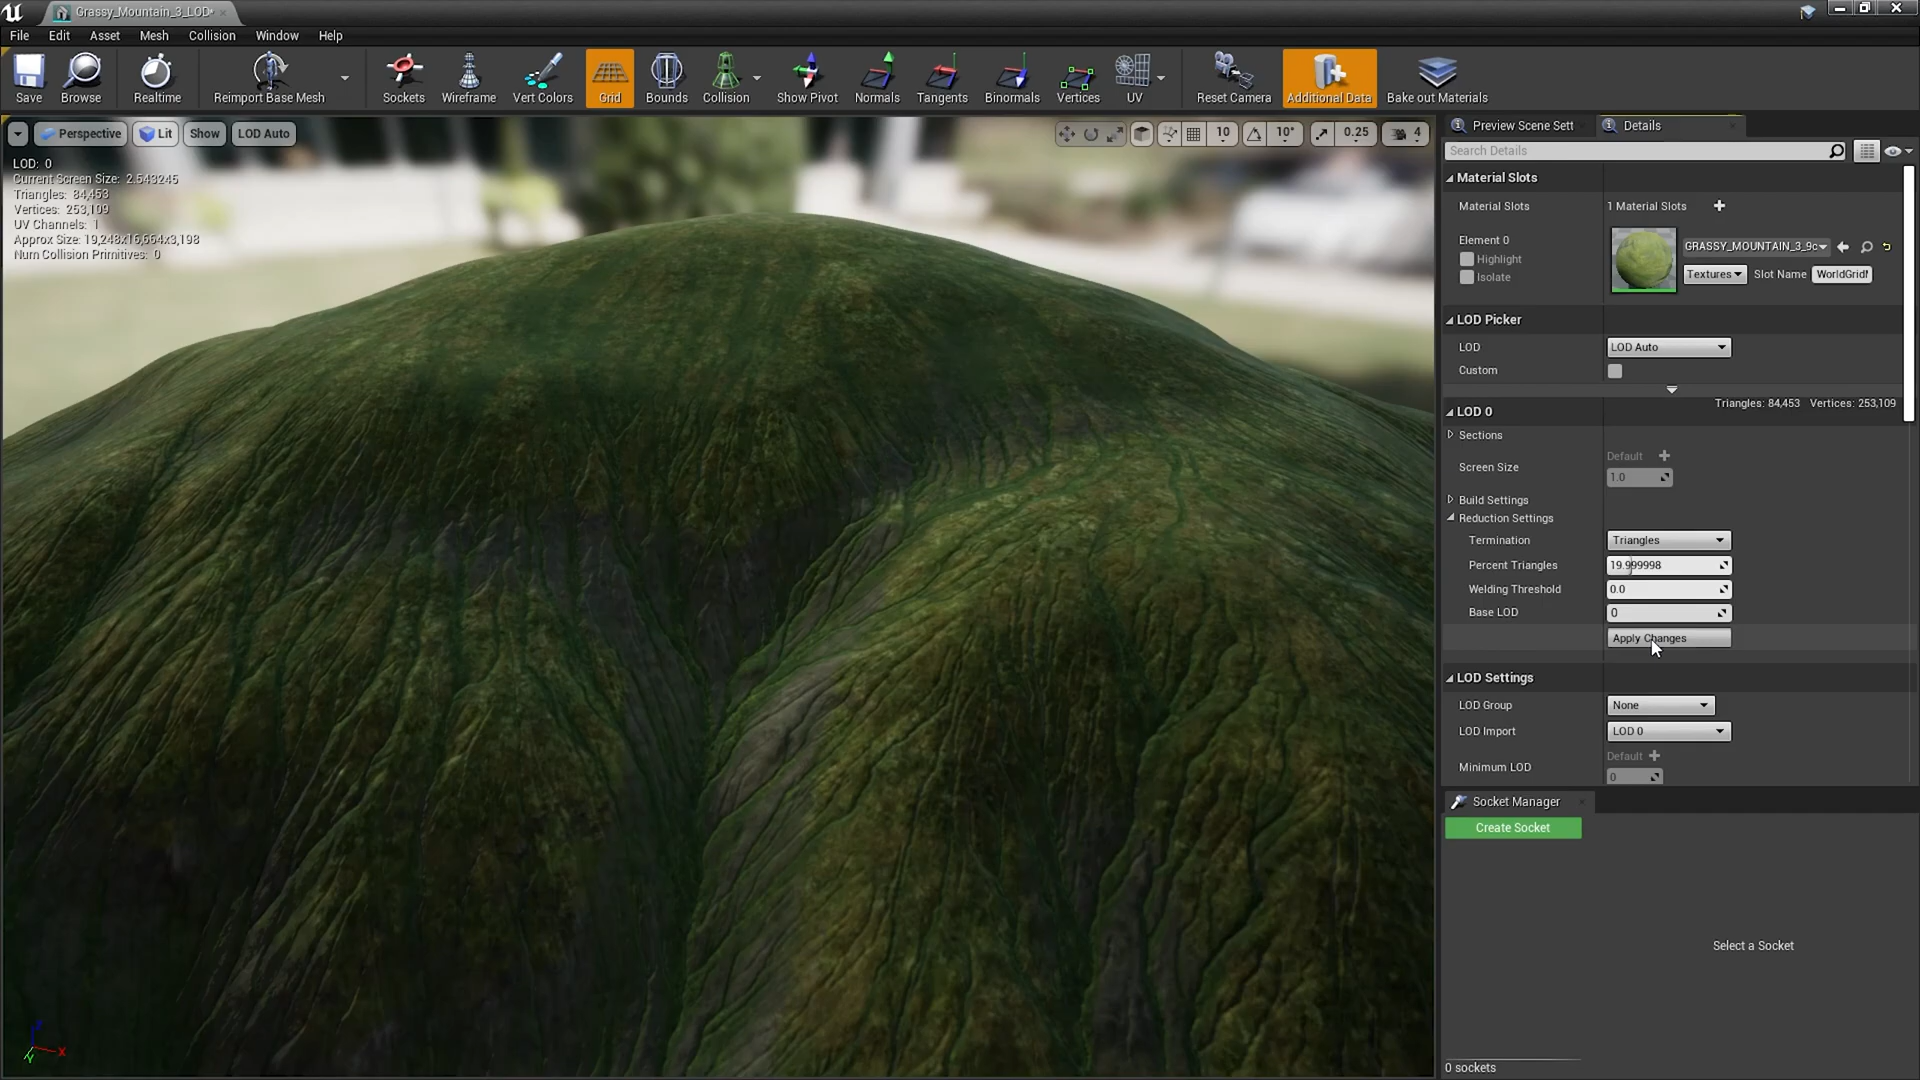 Grassy_Mountain_3_LOD*
File Edit Asset Mesh Collision Window Help
Save Browse Realtime Reimport Base Mesh Sockets Wireframe Vert Colors Grid Bounds Collision Show Pivot Normals Tangents Binormals Vertices UV Reset Camera Additional Data Bake out Materials
Perspective Lit Show LOD Auto 10 10° 0.25 4
LOD: 0
Current Screen Size: 2.543245
Triangles: 84,453
Vertices: 253,109
UV Channels: 1
Approx Size: 19,248x16,664x3,198
Num Collision Primitives: 0
Z
X
Y
Preview Scene Sett Details
Search Details
Material Slots
Material Slots 1 Material Slots
Element 0 GRASSY_MOUNTAIN_3_9c
Highlight
Isolate Textures Slot Name WorldGridM
LOD Picker
LOD LOD Auto
Custom
Triangles: 84,453 Vertices: 253,109
LOD 0
Sections
Default
Screen Size
1.0
Build Settings
Reduction Settings
Termination Triangles
Percent Triangles 19.999998
Welding Threshold 0.0
Base LOD 0
Apply Changes
LOD Settings
LOD Group None
LOD Import LOD 0
Default
Minimum LOD
0
Socket Manager
Create Socket
Select a Socket
0 sockets